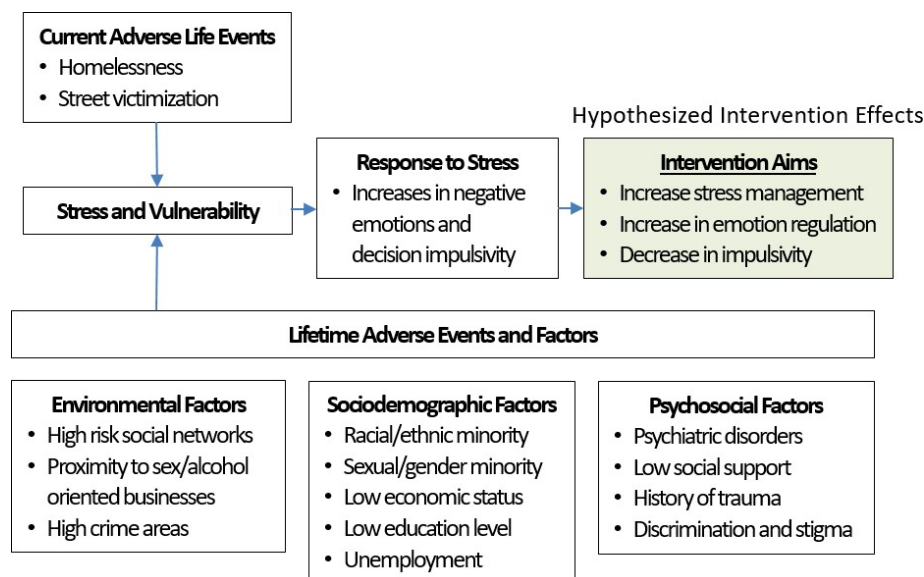 Current Adverse Life Events
• Homelessness
• Street victimization
Hypothesized Intervention Effects
Stress and Vulnerability
Response to Stress
• Increases in negative
emotions and
decision impulsivity
Intervention Aims
• Increase stress management
• Increase in emotion regulation
• Decrease in impulsivity
Lifetime Adverse Events and Factors
Environmental Factors
• High risk social networks
• Proximity to sex/alcohol
oriented businesses
• High crime areas
Sociodemographic Factors
• Racial/ethnic minority
• Sexual/gender minority
• Low economic status
• Low education level
• Unemployment
Psychosocial Factors
• Psychiatric disorders
• Low social support
• History of trauma
• Discrimination and stigma